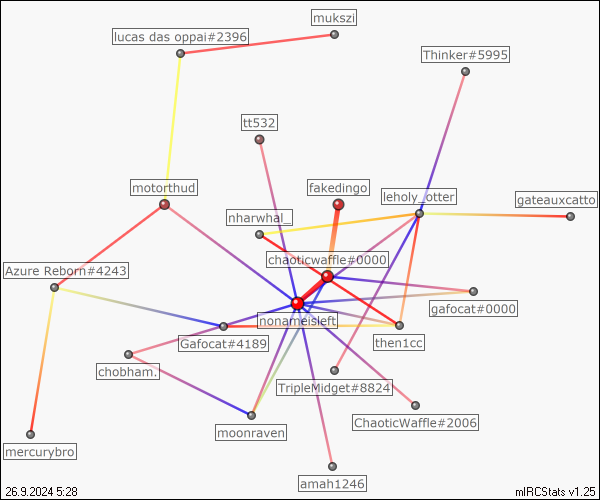 mukszi
lucas das oppai#2396
Thinker#5995
tt532
motorthud
fakedingo
leholy_otter
gateauxcatto
nharwhal_
chaoticwaffle#0000
Azure Reborn#4243
gafocat#0000
nonameisleft
Gafocat#4189
then1cc
chobham.
TripleMidget#8824
ChaoticWaffle#2006
moonraven
mercurybro
amah1246
26.9.2024 5:28
mIRCStats v1.25